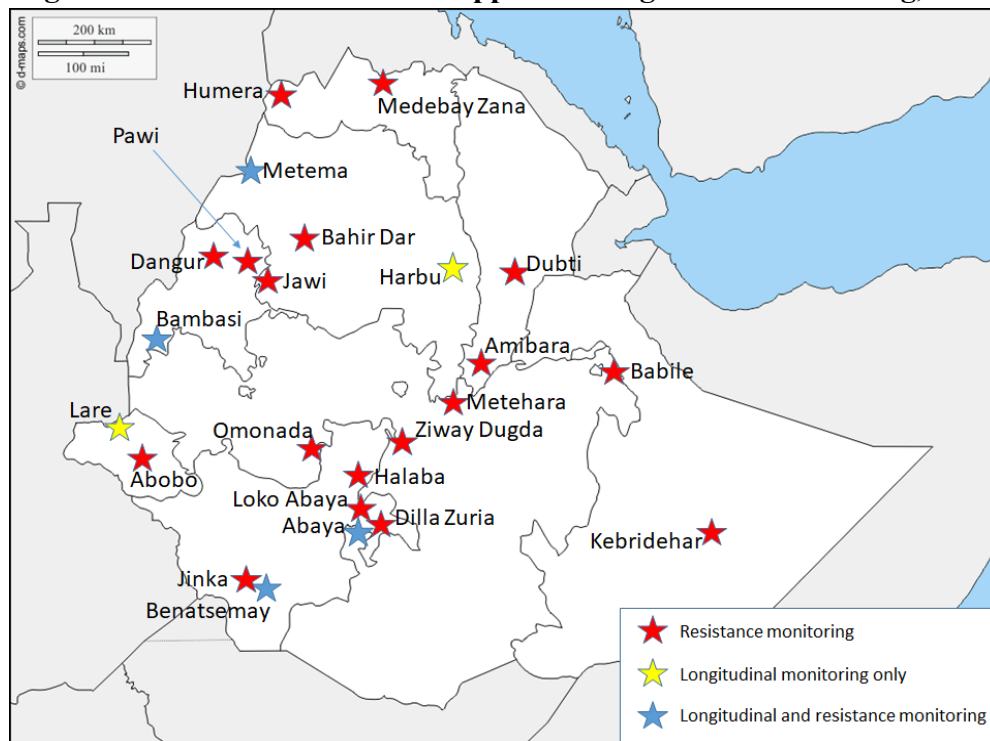 200 km
100 mi
© d-maps.com
Humera
Medebay Zana
Pawi
Metema
Bahir Dar
Dangur
Harbu
Dubti
Jawi
Bambasi
Amibara
Babile
Metehara
Lare
Omonada
Ziway Dugda
Abobo
Halaba
Loko Abaya
Dilla Zuria
Abaya
Kebridehar
Jinka
Benatsemay
Resistance monitoring
Longitudinal monitoring only
Longitudinal and resistance monitoring